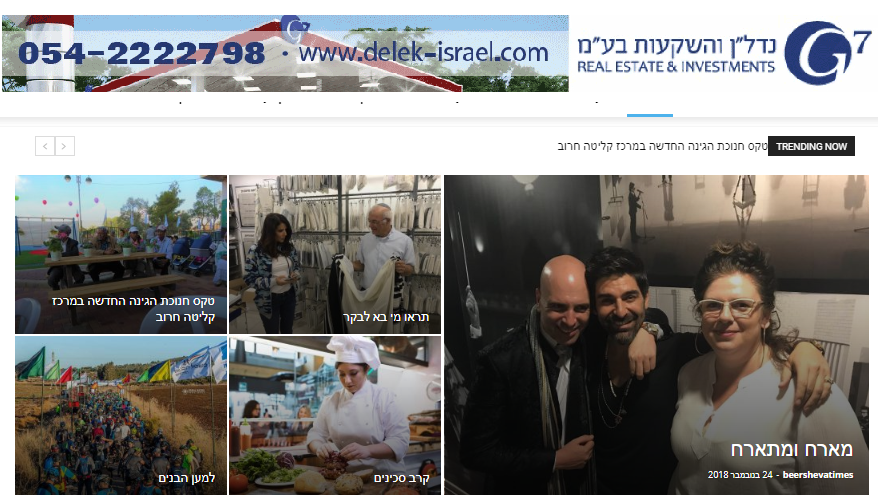 054-2222798 • www.delek-israel.com
נדל"ן והשקעות בע"מ
REAL ESTATE & INVESTMENTS
G7
TRENDING NOW
טקס חנוכת הגינה החדשה במרכז קליטה חרוב
מארח ומתארח
beershevatimes - 24 בנובמבר 2018
תראו מי בא לבקר
טקס חנוכת הגינה החדשה במרכז
קליטה חרוב
קרב סכינים
למען הבנים